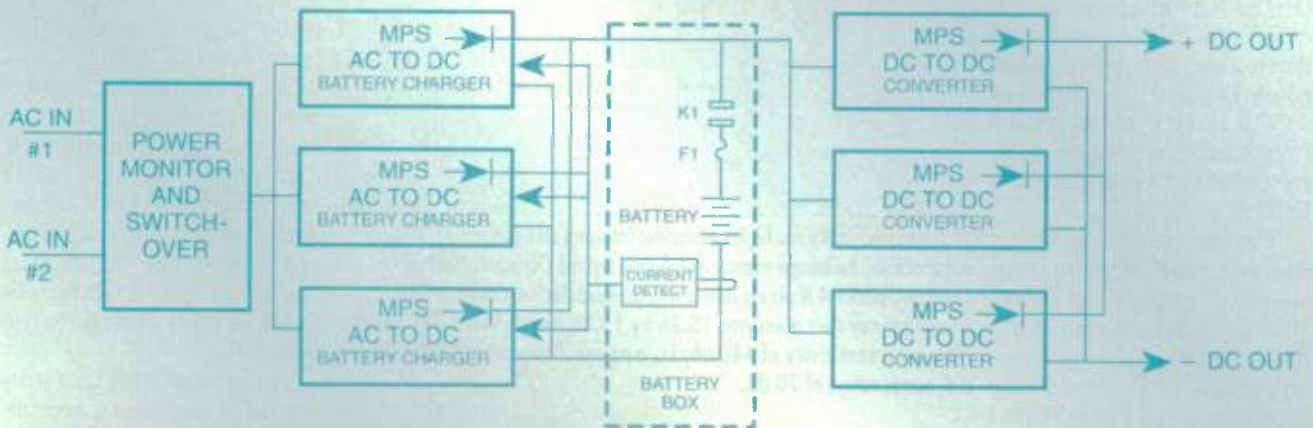 AC IN
#1
AC IN
#2
POWER
MONITOR
AND
SWITCH-
OVER
MPS
AC TO DC
BATTERY CHARGER
MPS
AC TO DC
BATTERY CHARGER
MPS
AC TO DC
BATTERY CHARGER
K1
F1
BATTERY
CURRENT
DETECT
BATTERY
BOX
MPS
DC TO DC
CONVERTER
MPS
DC TO DC
CONVERTER
MPS
DC TO DC
CONVERTER
+ DC OUT
- DC OUT